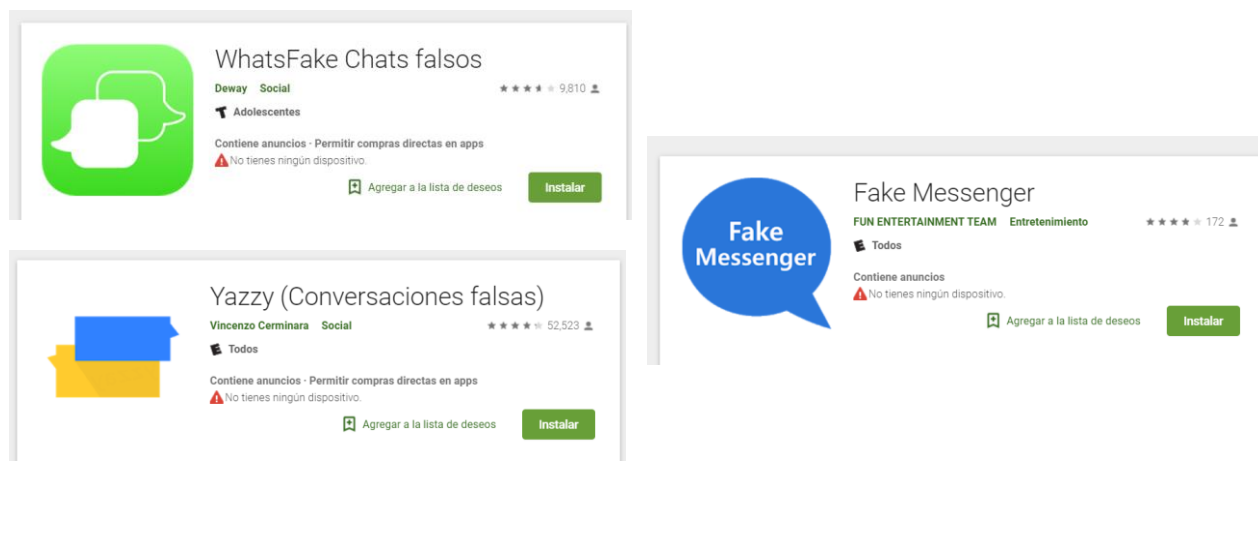 WhatsFake Chats falsos
Deway Social 9,810
Adolescentes
Contiene anuncios · Permitir compras directas en apps
No tienes ningún dispositivo.
Agregar a la lista de deseos Instalar
Yazzy (Conversaciones falsas)
Vincenzo Cerminara Social 52,523
Todos
Contiene anuncios · Permitir compras directas en apps
No tienes ningún dispositivo.
Agregar a la lista de deseos Instalar
Fake
Messenger
Fake Messenger
FUN ENTERTAINMENT TEAM Entretenimiento 172
Todos
Contiene anuncios
No tienes ningún dispositivo.
Agregar a la lista de deseos Instalar